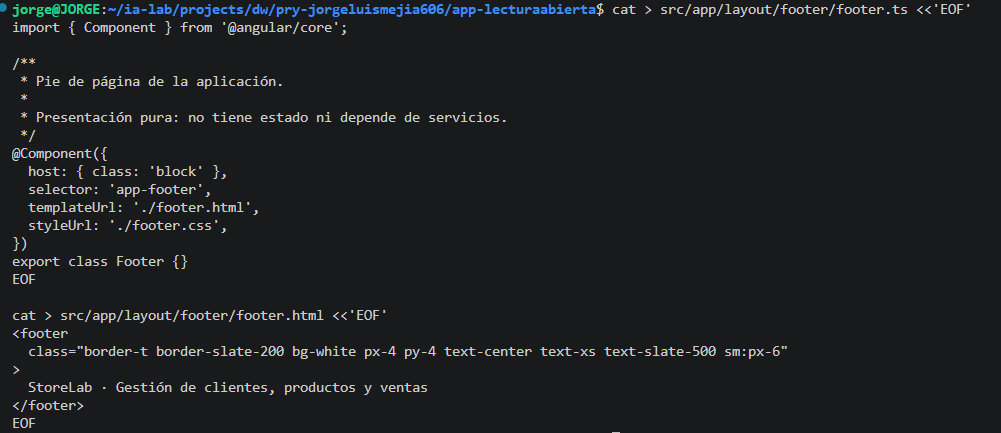 jorge@JORGE:~/ia-lab/projects/dw/pry-jorgeluismejia606/app-lecturaabierta$ cat > src/app/layout/footer/footer.ts <<'EOF'
import { Component } from '@angular/core';

/**
 * Pie de página de la aplicación.
 *
 * Presentación pura: no tiene estado ni depende de servicios.
 */
@Component({
  host: { class: 'block' },
  selector: 'app-footer',
  templateUrl: './footer.html',
  styleUrl: './footer.css',
})
export class Footer {}
EOF

cat > src/app/layout/footer/footer.html <<'EOF'
<footer
  class="border-t border-slate-200 bg-white px-4 py-4 text-center text-xs text-slate-500 sm:px-6"
>
  StoreLab · Gestión de clientes, productos y ventas
</footer>
EOF